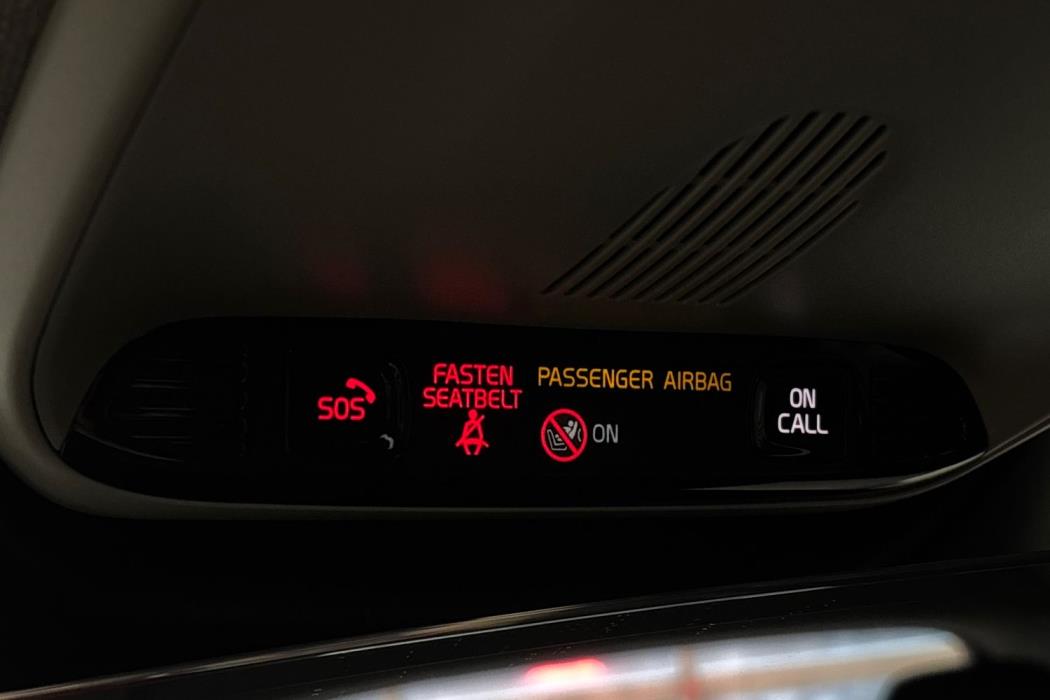 SOS
FASTEN
SEATBELT
PASSENGER AIRBAG
ON
ON
CALL